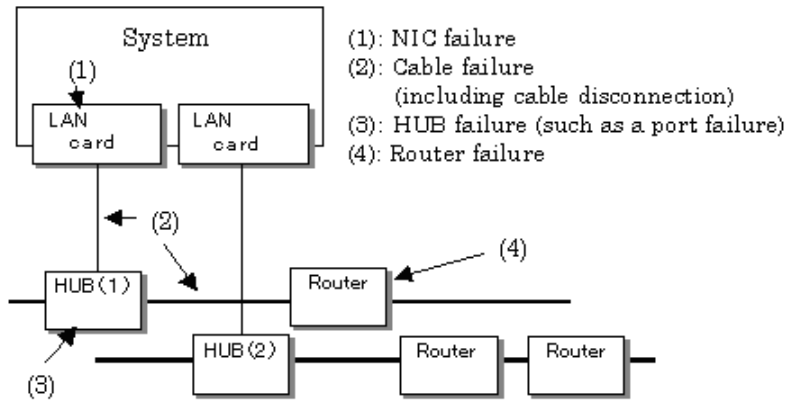 System
(1)
LAN
card
LAN
card
(1): NIC failure
(2): Cable failure
(including cable disconnection)
(3): HUB failure (such as a port failure)
(4): Router failure
(2)
(4)
HUB(1)
Router
HUB(2)
Router
Router
(3)